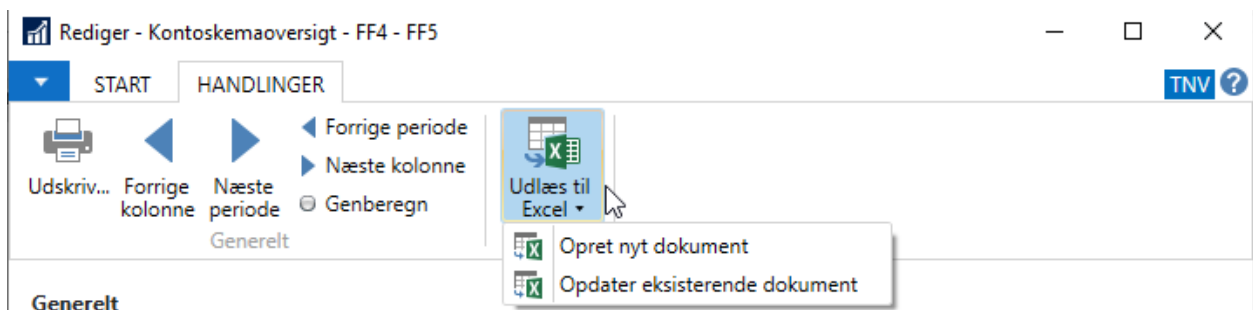 Rediger - Kontoskemaoversigt - FF4 - FF5
START HANDLINGER TNV ?
Udskriv...
Forrige
kolonne
Næste
periode
Forrige periode
Næste kolonne
Genberegn
Generelt
Udlæs til
Excel
Opret nyt dokument
Opdater eksisterende dokument
Generelt